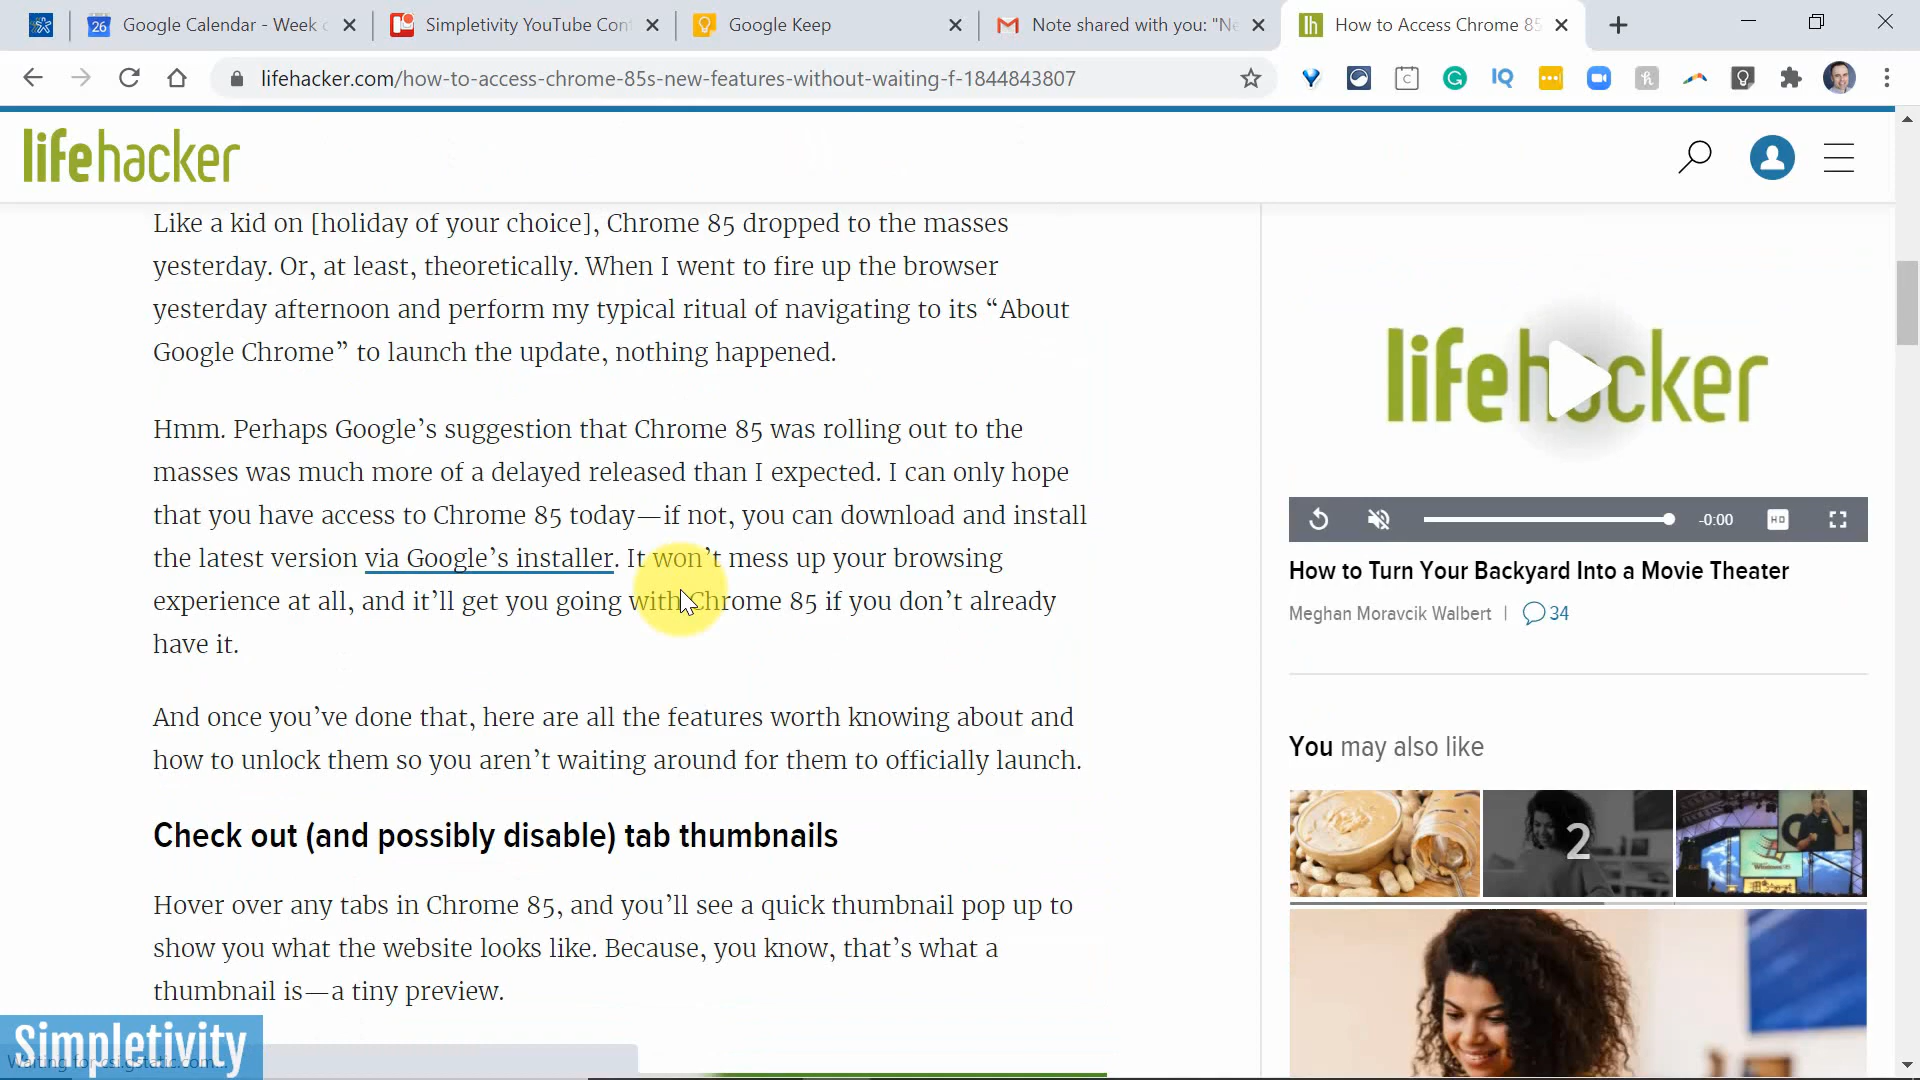 26 Google Calendar - Week
Simpletivity YouTube Con
Google Keep
Note shared with you: "Ne
How to Access Chrome 85
lifehacker.com/how-to-access-chrome-85s-new-features-without-waiting-f-1844843807
lifehacker
Like a kid on [holiday of your choice], Chrome 85 dropped to the masses
yesterday. Or, at least, theoretically. When I went to fire up the browser
yesterday afternoon and perform my typical ritual of navigating to its “About
Google Chrome” to launch the update, nothing happened.
Hmm. Perhaps Google’s suggestion that Chrome 85 was rolling out to the
masses was much more of a delayed released than I expected. I can only hope
that you have access to Chrome 85 today—if not, you can download and install
the latest version via Google’s installer. It won’t mess up your browsing
experience at all, and it’ll get you going with Chrome 85 if you don’t already
have it.
And once you’ve done that, here are all the features worth knowing about and
how to unlock them so you aren’t waiting around for them to officially launch.
Check out (and possibly disable) tab thumbnails
Hover over any tabs in Chrome 85, and you’ll see a quick thumbnail pop up to
show you what the website looks like. Because, you know, that’s what a
thumbnail is—a tiny preview.
lifehacker
-0:00 HD
How to Turn Your Backyard Into a Movie Theater
Meghan Moravcik Walbert | 34
You may also like
2
Simpletivity
Waiting for csi.gstatic.com...